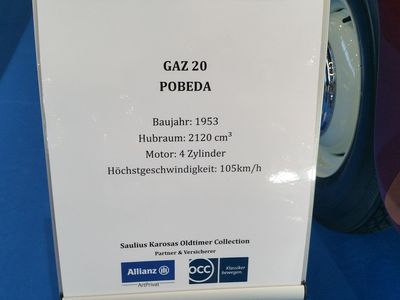 GAZ 20
POBEDA
Baujahr: 1953
Hubraum: 2120 cm³
Motor: 4 Zylinder
Höchstgeschwindigkeit: 105km/h
Saulius Karosas Oldtimer Collection
Partner & Versicherer
Allianz
ArtPrivat
OCC
Klassiker
bewegen